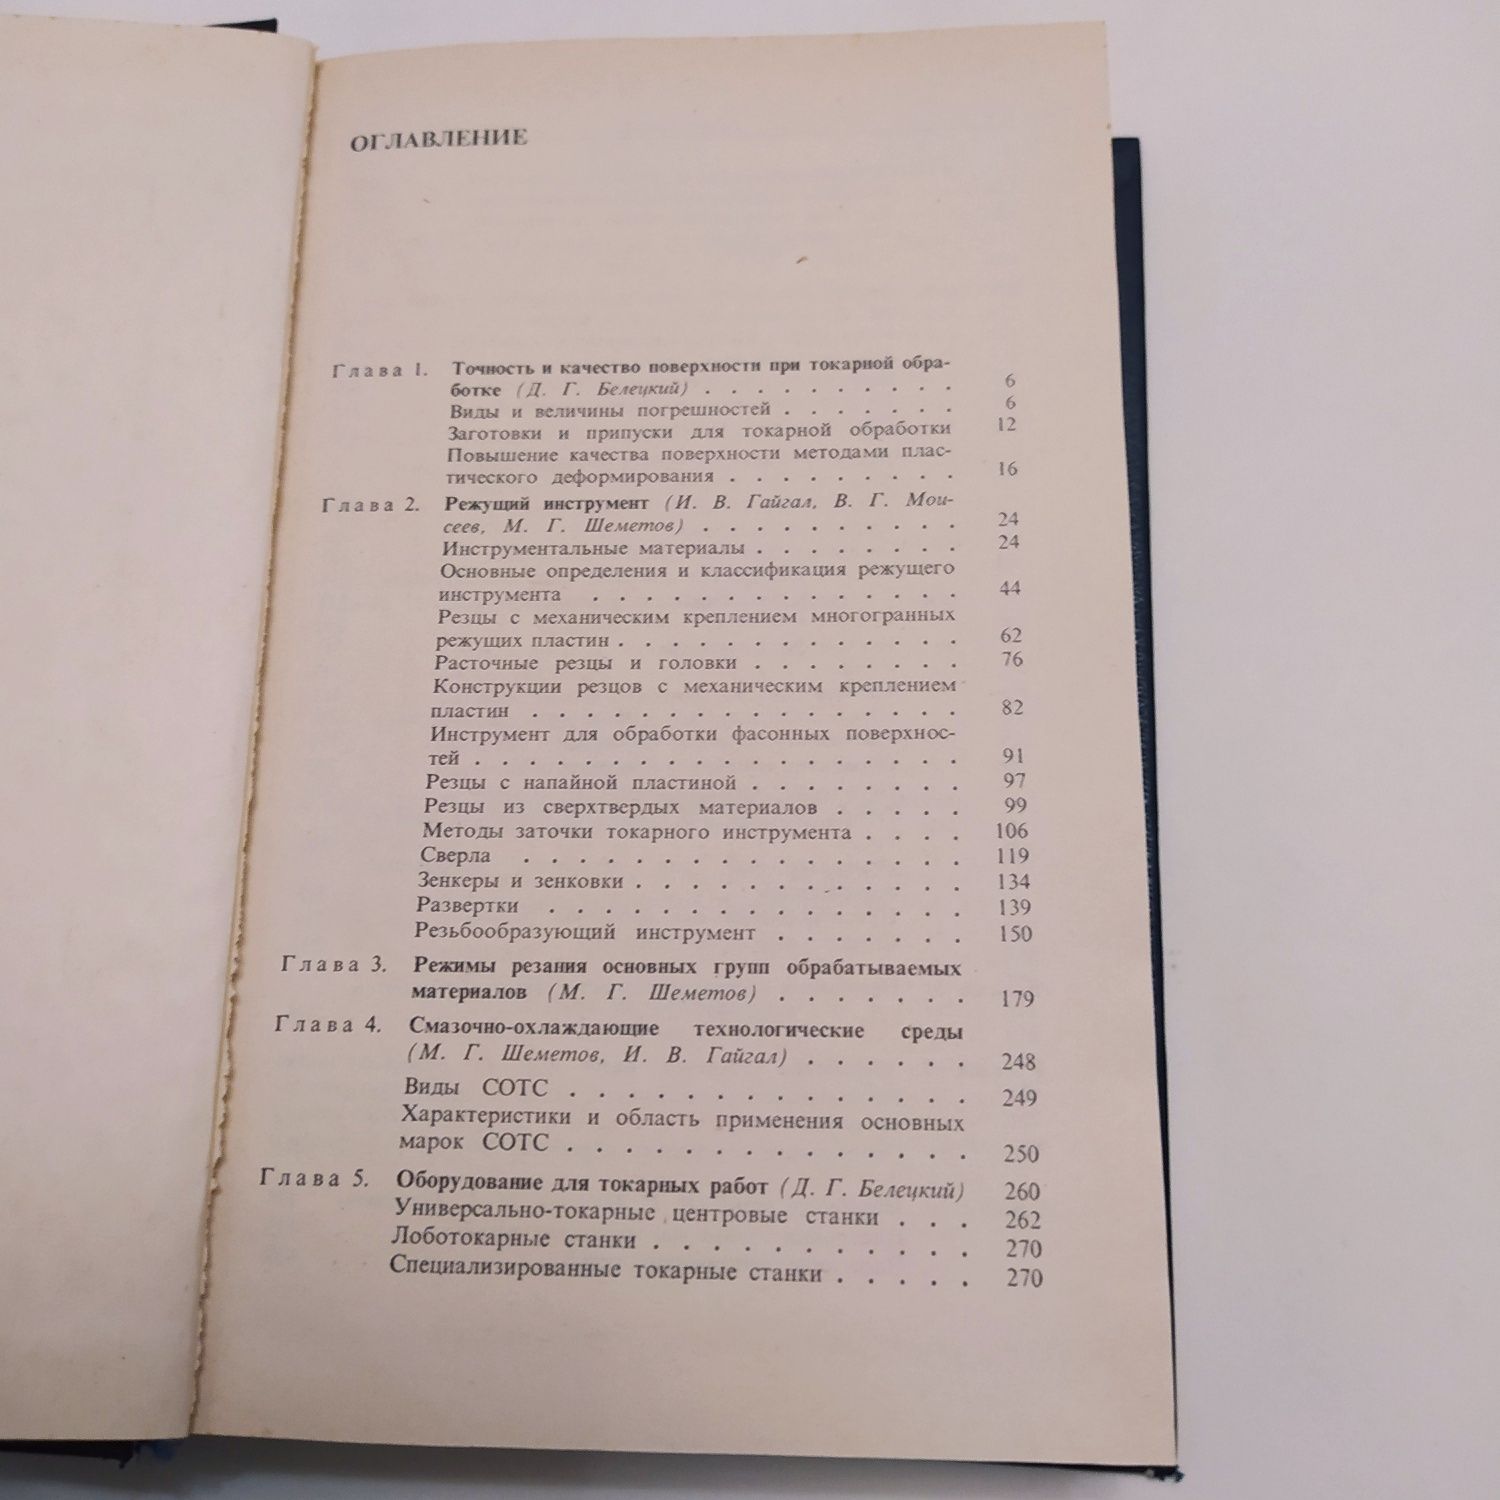 ОГЛАВЛЕНИЕ
Глава 1. Точность и качество поверхности при токарной обра-
ботке (Д. Г. Белецкий) . . . . . . . . . . 6
Виды и величины погрешностей . . . . . . . 6
Заготовки и припуски для токарной обработки 12
Повышение качества поверхности методами плас-
тического деформирования . . . . . . . . . 16
Глава 2. Режущий инструмент (И. В. Гайгал, В. Г. Мои-
сеев, М. Г. Шеметов) . . . . . . . . . . 24
Инструментальные материалы . . . . . . . . 24
Основные определения и классификация режущего
инструмента . . . . . . . . . . . . . . 44
Резцы с механическим креплением многогранных
режущих пластин . . . . . . . . . . . . . 62
Расточные резцы и головки . . . . . . . . 76
Конструкции резцов с механическим креплением
пластин . . . . . . . . . . . . . . . . 82
Инструмент для обработки фасонных поверхнос-
тей . . . . . . . . . . . . . . . . . . 91
Резцы с напайной пластиной . . . . . . . . 97
Резцы из сверхтвердых материалов . . . . . 99
Методы заточки токарного инструмента . . . . 106
Сверла . . . . . . . . . . . . . . . . 119
Зенкеры и зенковки . . . . . . . . . . . . 134
Развертки . . . . . . . . . . . . . . . 139
Резьбообразующий инструмент . . . . . . . 150
Глава 3. Режимы резания основных групп обрабатываемых
материалов (М. Г. Шеметов) . . . . . . . 179
Глава 4. Смазочно-охлаждающие технологические среды
(М. Г. Шеметов, И. В. Гайгал) . . . . . . 248
Виды СОТС . . . . . . . . . . . . . . 249
Характеристики и область применения основных
марок СОТС . . . . . . . . . . . . . . 250
Глава 5. Оборудование для токарных работ (Д. Г. Белецкий) 260
Универсально-токарные центровые станки . . . 262
Лоботокарные станки . . . . . . . . . . . 270
Специализированные токарные станки . . . . . 270